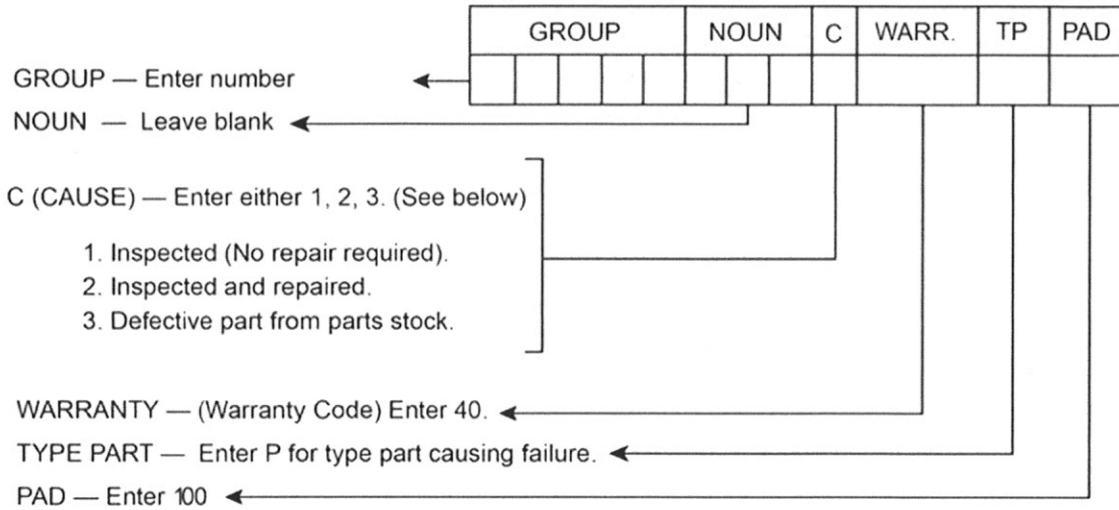 GROUP NOUN C WARR. TP PAD
GROUP — Enter number
NOUN — Leave blank
C (CAUSE) — Enter either 1, 2, 3. (See below)
1. Inspected (No repair required).
2. Inspected and repaired.
3. Defective part from parts stock.
WARRANTY — (Warranty Code) Enter 40.
TYPE PART — Enter P for type part causing failure.
PAD — Enter 100